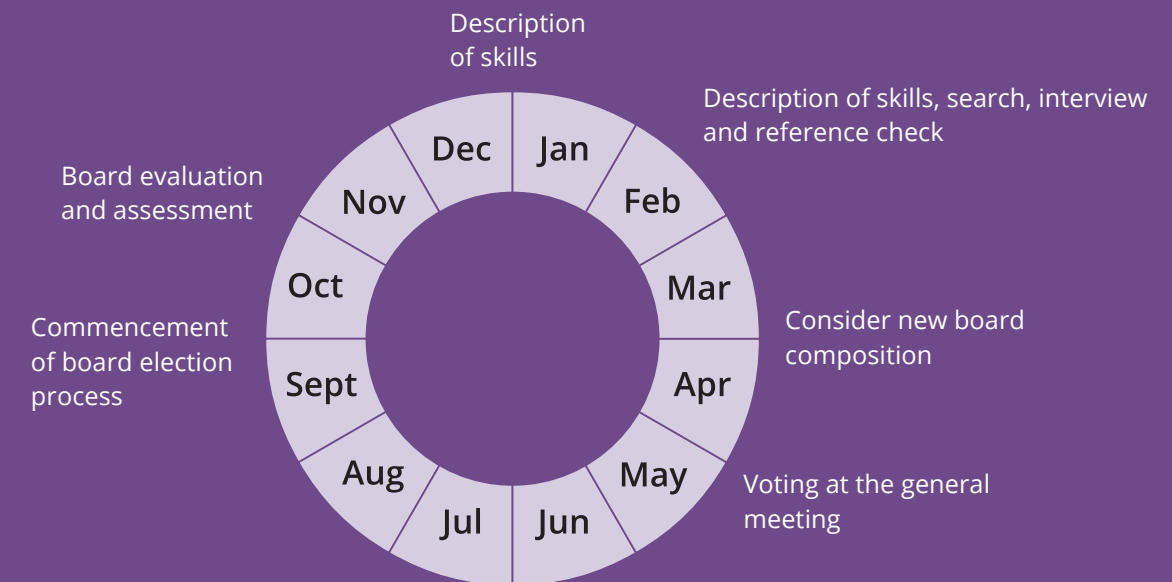 Description
of skills
Description of skills, search, interview
and reference check
Dec
Jan
Board evaluation
and assessment
Nov
Feb
Oct
Mar
Commencement
of board election
process
Consider new board
composition
Sept
Apr
Aug
May
Voting at the general
meeting
Jul
Jun